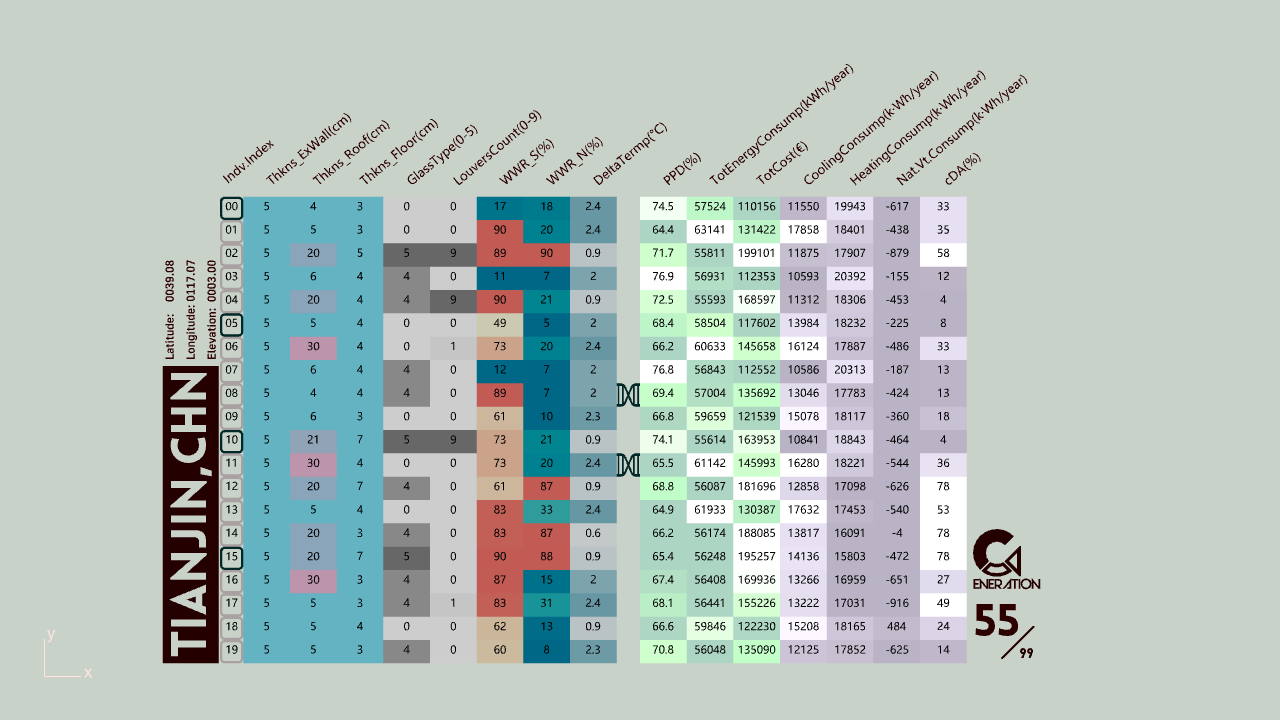 Indv.Index Thkns_ExWall(cm) Thkns_Roof(cm) Thkns_Floor(cm) GlassType(0-5) LouversCount(0-9) WWR_S(%) WWR_N(%) DeltaTermp(°C) PPD(%) TotEnergyConsump(kWh/year) TotCost(€) CoolingConsump(k·Wh/year) HeatingConsump(k·Wh/year) Nat.Vt.Consump(k·Wh/year) cDA(%)
00 5 4 3 0 0 17 18 2.4 74.5 57524 110156 11550 19943 -617 33
01 5 5 3 0 0 90 20 2.4 64.4 63141 131422 17858 18401 -438 35
02 5 20 5 5 9 89 90 0.9 71.7 55811 199101 11875 17907 -879 58
03 5 6 4 4 0 11 7 2 76.9 56931 112353 10593 20392 -155 12
04 5 20 4 4 9 90 21 0.9 72.5 55593 168597 11312 18306 -453 4
05 5 5 4 0 0 49 5 2 68.4 58504 117602 13984 18232 -225 8
06 5 30 4 0 1 73 20 2.4 66.2 60633 145658 16124 17887 -486 33
07 5 6 4 4 0 12 7 2 76.8 56843 112552 10586 20313 -187 13
08 5 4 4 4 0 89 7 2 69.4 57004 135692 13046 17783 -424 13
09 5 6 3 0 0 61 10 2.3 66.8 59659 121539 15078 18117 -360 18
10 5 21 7 5 9 73 21 0.9 74.1 55614 163953 10841 18843 -464 4
11 5 30 4 0 0 73 20 2.4 65.5 61142 145993 16280 18221 -544 36
12 5 20 7 4 0 61 87 0.9 68.8 56087 181696 12858 17098 -626 78
13 5 5 4 0 0 83 33 2.4 64.9 61933 130387 17632 17453 -540 53
14 5 20 3 4 0 83 87 0.6 66.2 56174 188085 13817 16091 -4 78
15 5 20 7 5 0 90 88 0.9 65.4 56248 195257 14136 15803 -472 78
16 5 30 3 4 0 87 15 2 67.4 56408 169936 13266 16959 -651 27
17 5 5 3 4 1 83 31 2.4 68.1 56441 155226 13222 17031 -916 49
18 5 5 4 0 0 62 13 0.9 66.6 59846 122230 15208 18165 484 24
19 5 5 3 4 0 60 8 2.3 70.8 56048 135090 12125 17852 -625 14
Latitude: 0039.08
Longitude: 0117.07
Elevation: 0003.00
TIANJIN,CHN
GENERATION
55/99
y
x